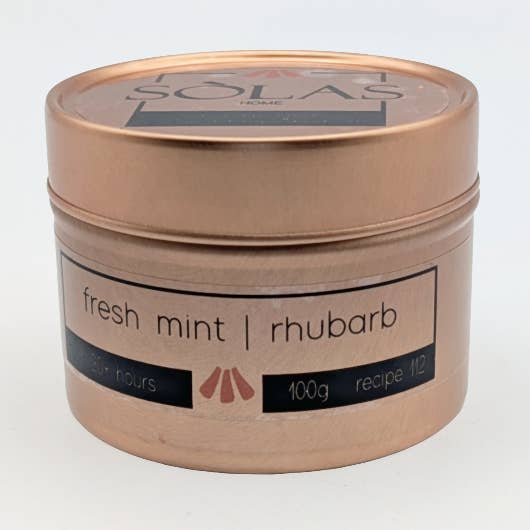 SÒLAS
HOME
fresh mint | rhubarb
20+ hours
100g recipe 112